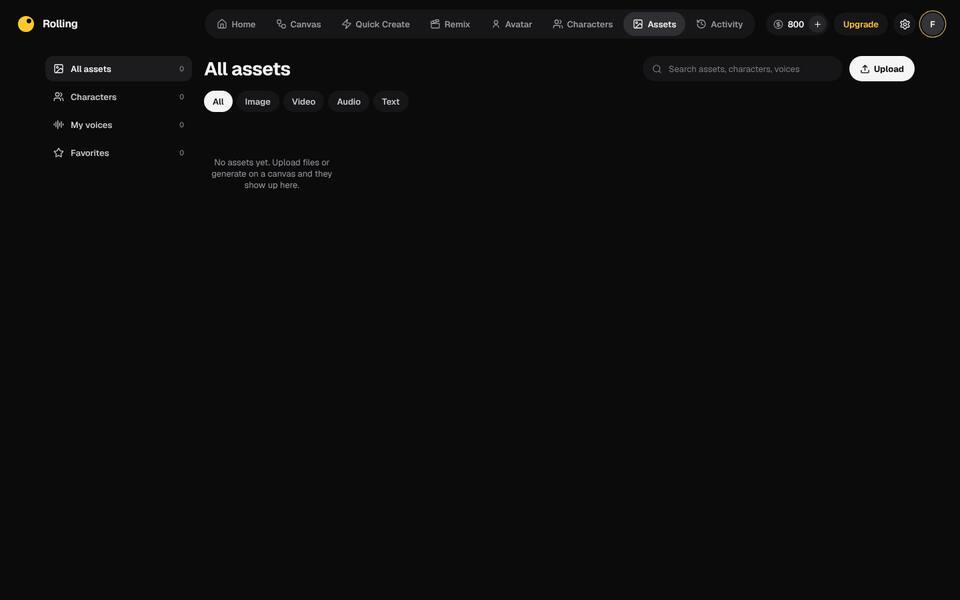 Rolling
Home
Canvas
Quick Create
Remix
Avatar
Characters
Assets
Activity
800
Upgrade
F
All assets 0
Characters 0
My voices 0
Favorites 0
All assets
Search assets, characters, voices
Upload
All
Image
Video
Audio
Text
No assets yet. Upload files or
generate on a canvas and they
show up here.